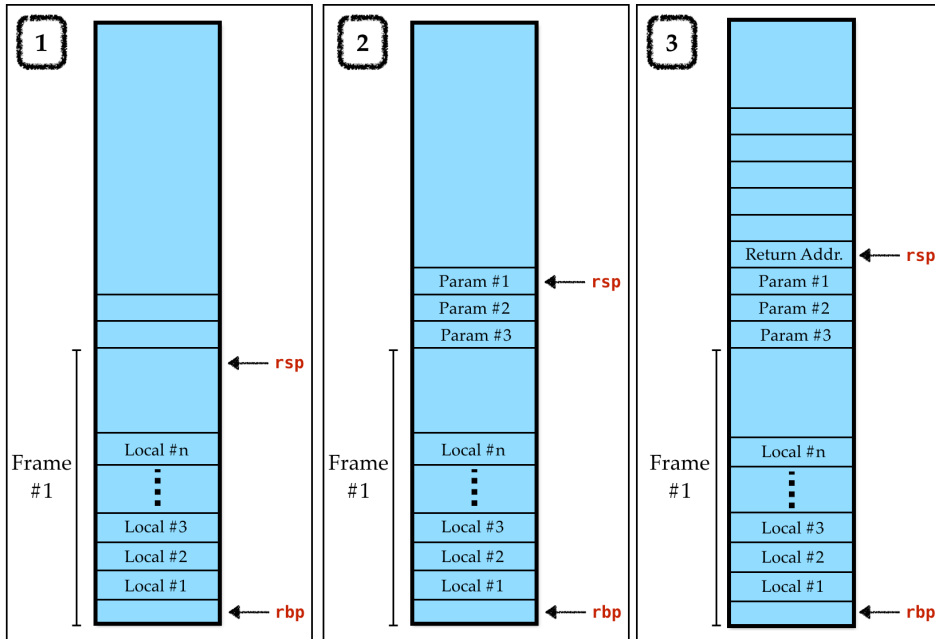 1
rsp
Local #n
Frame
#1
Local #3
Local #2
Local #1
rbp
2
Param #1
rsp
Param #2
Param #3
Local #n
Frame
#1
Local #3
Local #2
Local #1
rbp
3
Return Addr.
rsp
Param #1
Param #2
Param #3
Local #n
Frame
#1
Local #3
Local #2
Local #1
rbp